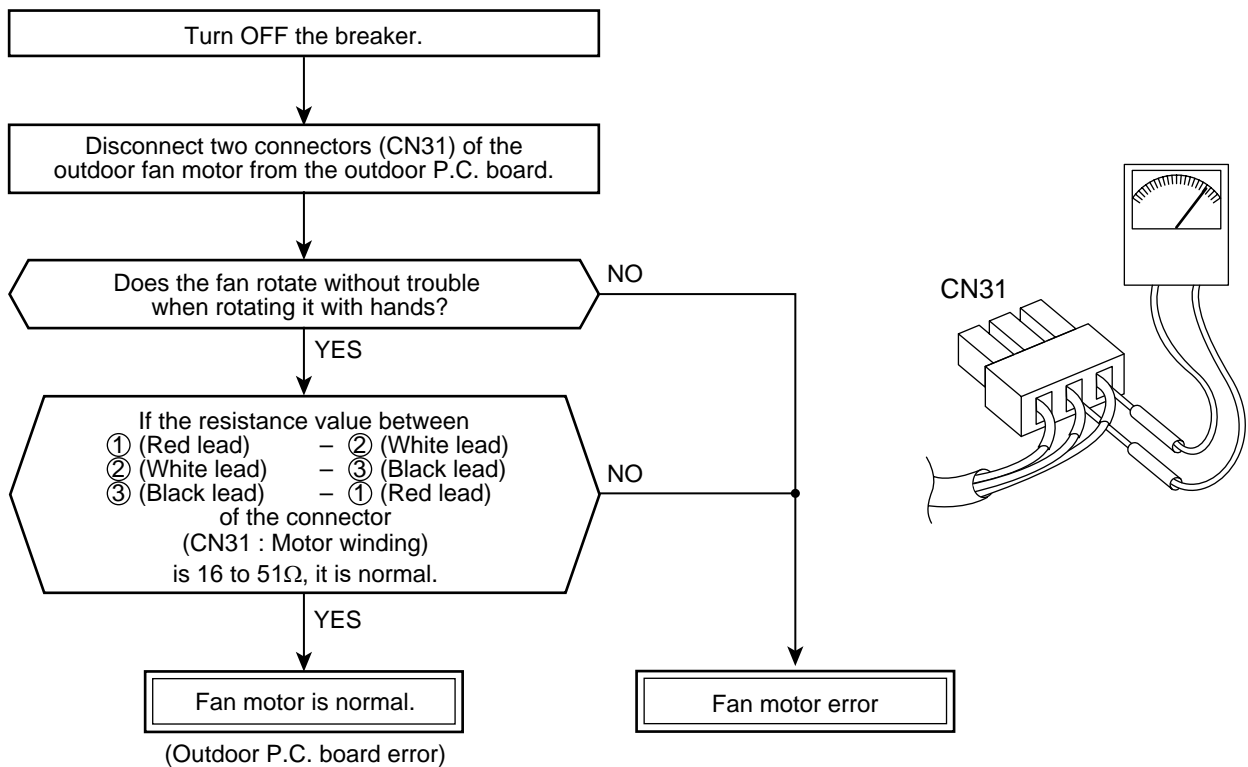 Turn OFF the breaker.
Disconnect two connectors (CN31) of the
outdoor fan motor from the outdoor P.C. board.
Does the fan rotate without trouble
when rotating it with hands?
NO
YES
If the resistance value between
① (Red lead) – ② (White lead)
② (White lead) – ③ (Black lead)
③ (Black lead) – ① (Red lead)
of the connector
(CN31 : Motor winding)
is 16 to 51Ω, it is normal.
NO
YES
Fan motor is normal.
(Outdoor P.C. board error)
Fan motor error
CN31